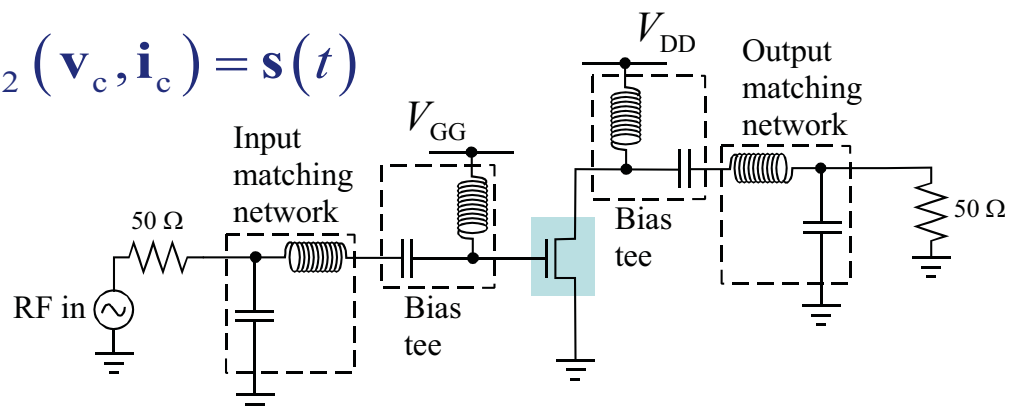 ₂ (v_c, i_c) = s(t)
V_DD
Output
matching
network
V_GG
Input
matching
network
50 Ω
Bias
tee
50 Ω
RF in
Bias
tee